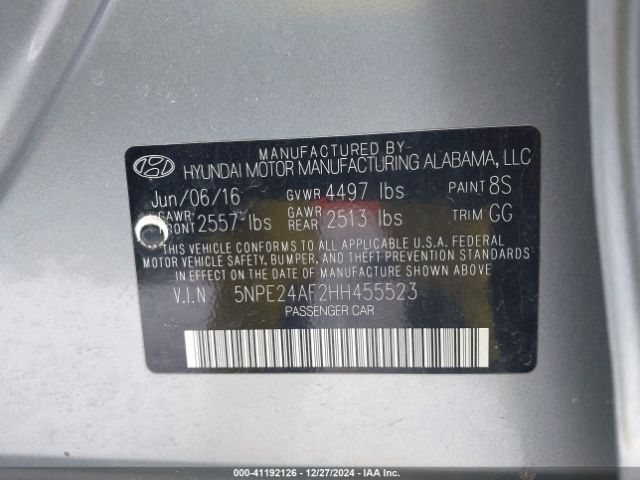 MANUFACTURED BY
HYUNDAI MOTOR MANUFACTURING ALABAMA, LLC
Jun/06/16 GVWR 4497 lbs PAINT 8S
GAWR FRONT 2557 lbs GAWR REAR 2513 lbs TRIM GG
THIS VEHICLE CONFORMS TO ALL APPLICABLE U.S.A. FEDERAL
MOTOR VEHICLE SAFETY, BUMPER, AND THEFT PREVENTION STANDARDS
IN EFFECT ON THE DATE OF MANUFACTURE SHOWN ABOVE
V.I.N 5NPE24AF2HH455523
PASSENGER CAR
000-41192126 - 12/27/2024 - IAA Inc.